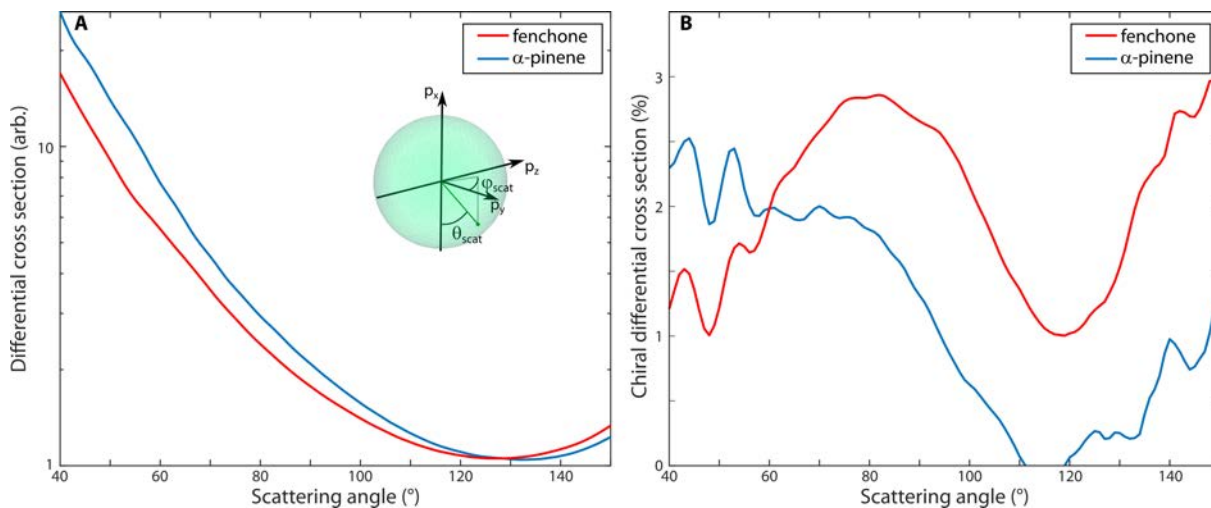 A
fenchone
α-pinene
Differential cross section (arb.)
10
1
40
60
80
100
120
140
Scattering angle (°)
pₓ
p_z
φ_scat
p_y
θ_scat
B
fenchone
α-pinene
Chiral differential cross section (%)
3
2
1
0
40
60
80
100
120
140
Scattering angle (°)